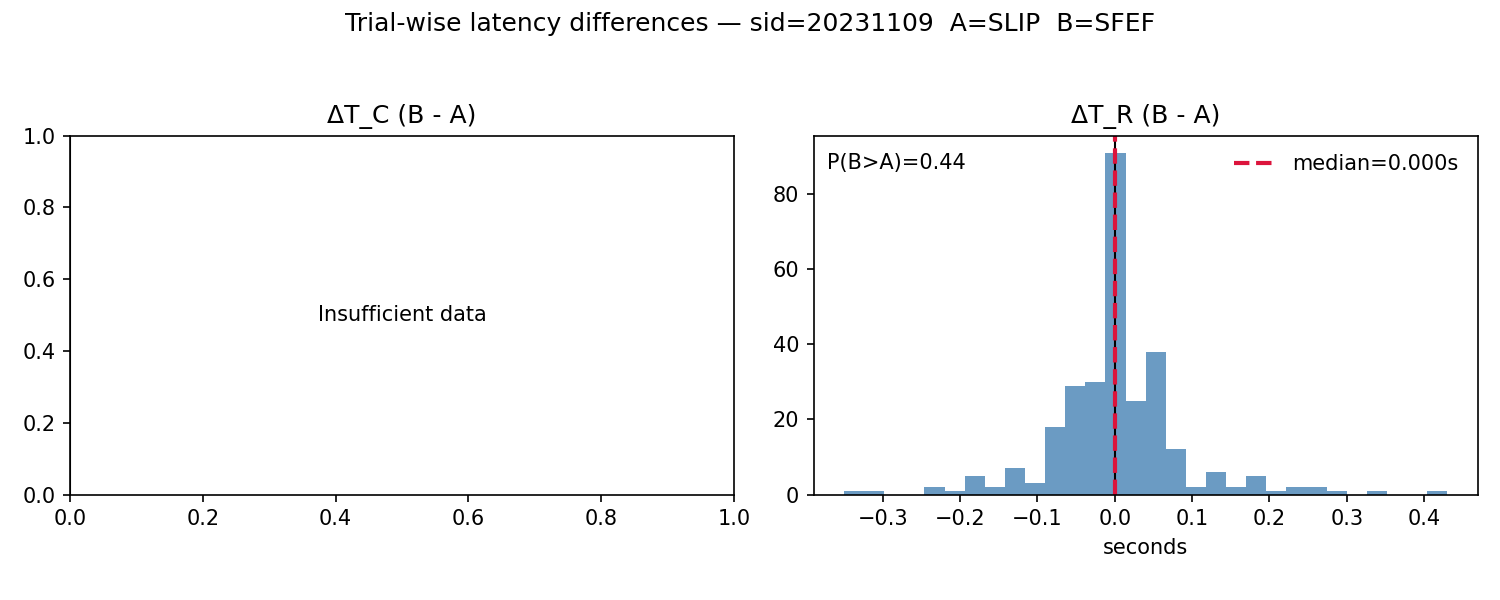 Trial-wise latency differences — sid=20231109  A=SLIP  B=SFEF
ΔT_C (B - A)
1.0
0.8
0.6
0.4
0.2
0.0
Insufficient data
0.0 0.2 0.4 0.6 0.8 1.0
ΔT_R (B - A)
P(B>A)=0.44
median=0.000s
80
60
40
20
0
−0.3 −0.2 −0.1 0.0 0.1 0.2 0.3 0.4
seconds